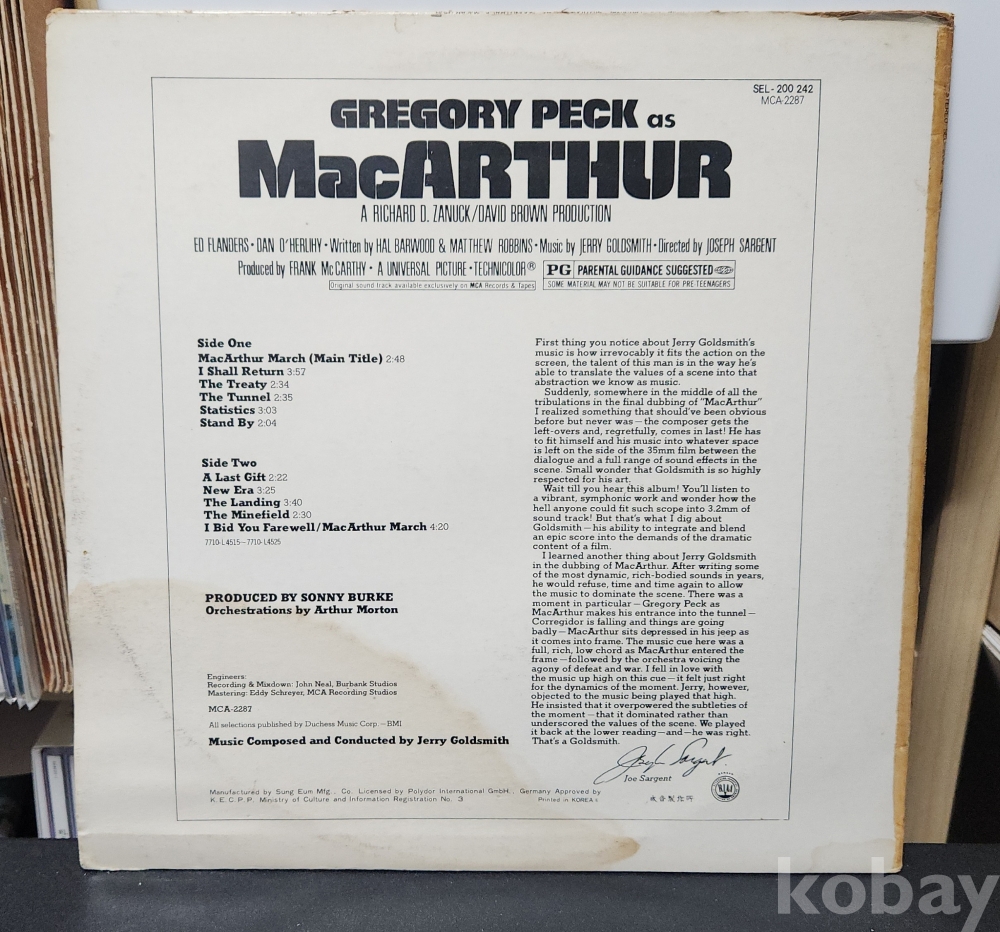 SEL-200 242
MCA-2287
GREGORY PECK as
MacARTHUR
A RICHARD D. ZANUCK/DAVID BROWN PRODUCTION
ED FLANDERS • DAN O'HERLIHY • Written by HAL BARWOOD & MATTHEW ROBBINS • Music by JERRY GOLDSMITH • Directed by JOSEPH SARGENT
Produced by FRANK McCARTHY • A UNIVERSAL PICTURE • TECHNICOLOR®
PG PARENTAL GUIDANCE SUGGESTED
SOME MATERIAL MAY NOT BE SUITABLE FOR PRE-TEENAGERS
Original sound track available exclusively on MCA Records & Tapes
Side One
MacArthur March (Main Title) 2:48
I Shall Return 3:57
The Treaty 2:34
The Tunnel 2:35
Statistics 3:03
Stand By 2:04
Side Two
A Last Gift 2:22
New Era 3:25
The Landing 3:40
The Minefield 2:30
I Bid You Farewell/MacArthur March 4:20
7710-L4515—7710-L4525
PRODUCED BY SONNY BURKE
Orchestrations by Arthur Morton
Engineers:
Recording & Mixdown: John Neal, Burbank Studios
Mastering: Eddy Schreyer, MCA Recording Studios
MCA-2287
All selections published by Duchess Music Corp.—BMI
Music Composed and Conducted by Jerry Goldsmith
First thing you notice about Jerry Goldsmith's
music is how irrevocably it fits the action on the
screen, the talent of this man is in the way he's
able to translate the values of a scene into that
abstraction we know as music.
Suddenly, somewhere in the middle of all the
tribulations in the final dubbing of "MacArthur"
I realized something that should've been obvious
before but never was—the composer gets the
left-overs and, regretfully, comes in last! He has
to fit himself and his music into whatever space
is left on the side of the 35mm film between the
dialogue and a full range of sound effects in the
scene. Small wonder that Goldsmith is so highly
respected for his art.
Wait till you hear this album! You'll listen to
a vibrant, symphonic work and wonder how the
hell anyone could fit such scope into 3.2mm of
sound track! But that's what I dig about
Goldsmith—his ability to integrate and blend
an epic score into the demands of the dramatic
content of a film.
I learned another thing about Jerry Goldsmith
in the dubbing of MacArthur. After writing some
of the most dynamic, rich-bodied sounds in years,
he would refuse, time and time again to allow
the music to dominate the scene. There was a
moment in particular—Gregory Peck as
MacArthur makes his entrance into the tunnel—
Corregidor is falling and things are going
badly—MacArthur sits depressed in his jeep as
it comes into frame. The music cue here was a
full, rich, low chord as MacArthur entered the
frame—followed by the orchestra voicing the
agony of defeat and war. I fell in love with
the music up high on this cue—it felt just right
for the dynamics of the moment. Jerry, however,
objected to the music being played that high.
He insisted that it overpowered the subtleties of
the moment—that it dominated rather than
underscored the values of the scene. We played
it back at the lower reading—and—he was right.
That's a Goldsmith.
Joe Sargent
Manufactured by Sung Eum Mfg., Co. Licensed by Polydor International GmbH., Germany Approved by
K.E.C.P.P. Ministry of Culture and Information Registration No. 3
Printed in KOREA
kobay